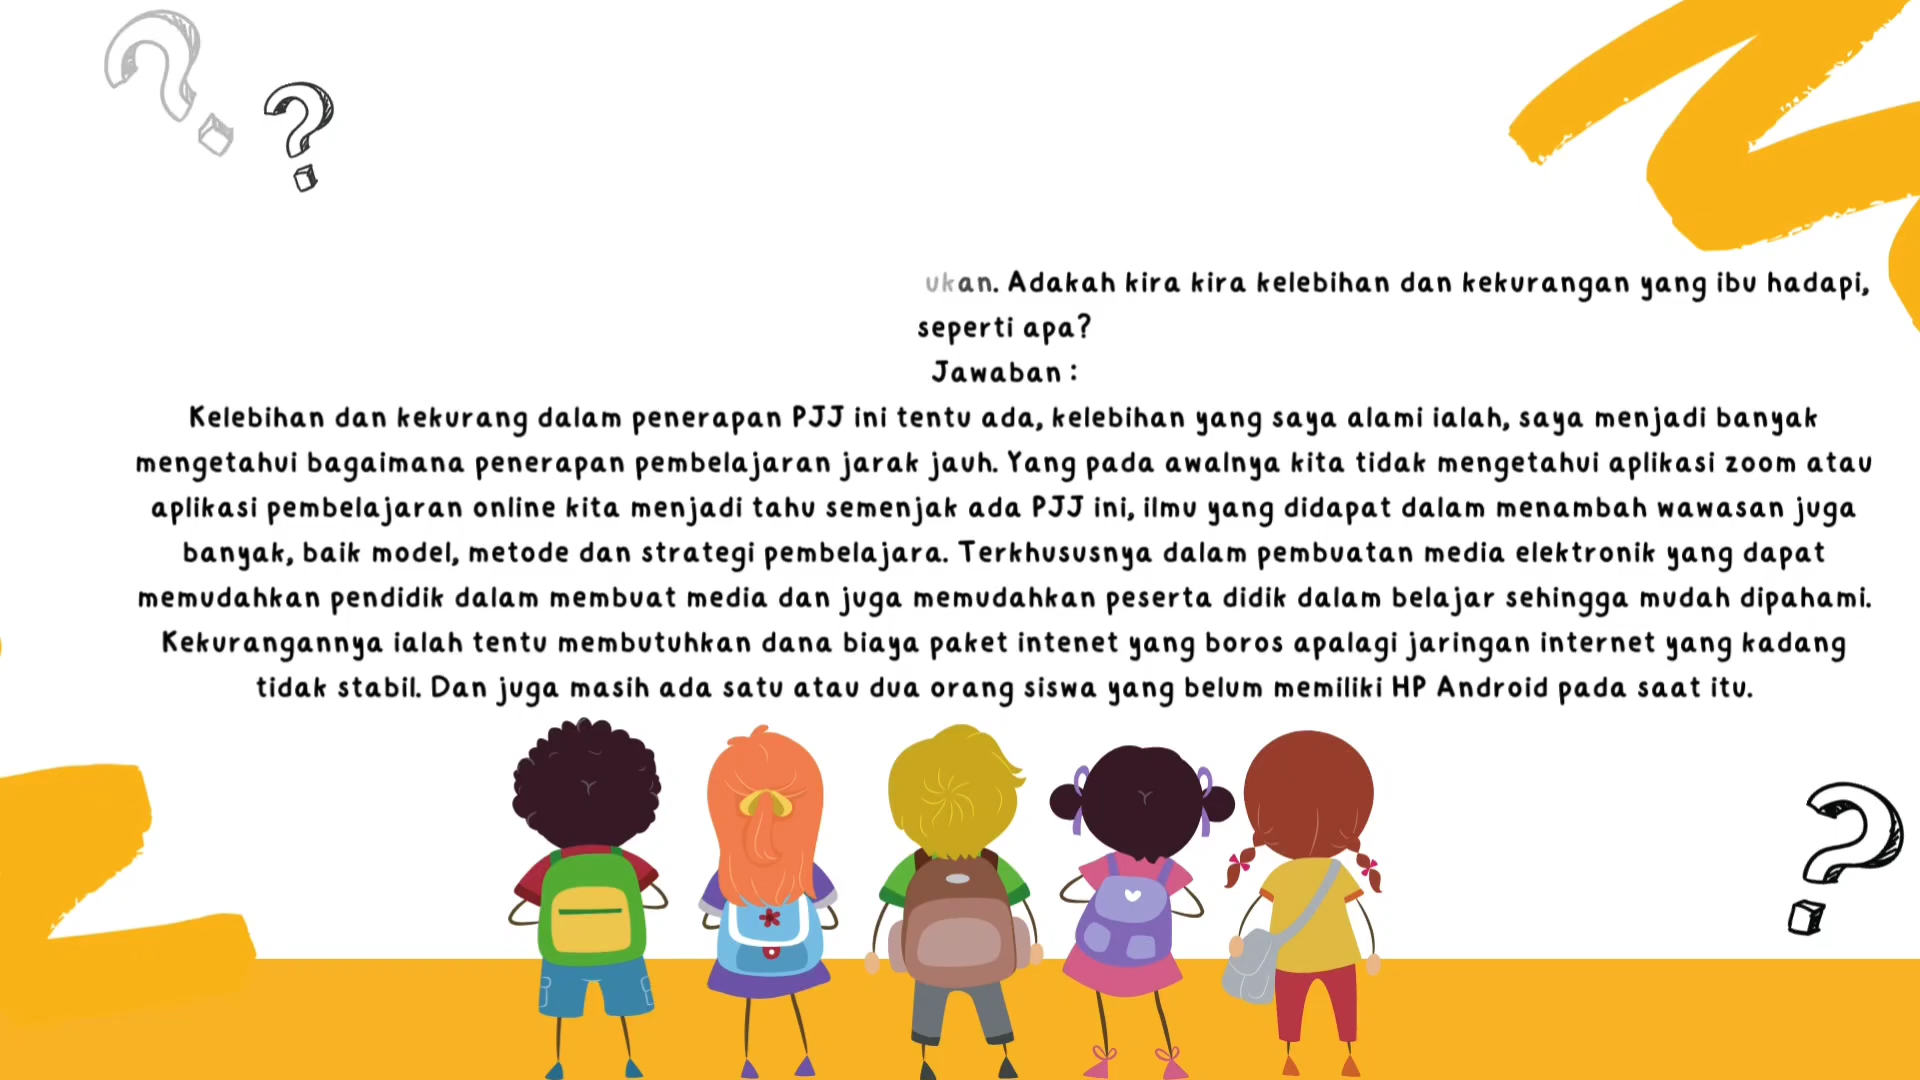 ukan. Adakah kira kira kelebihan dan kekurangan yang ibu hadapi,
seperti apa?
Jawaban :
Kelebihan dan kekurang dalam penerapan PJJ ini tentu ada, kelebihan yang saya alami ialah, saya menjadi banyak
mengetahui bagaimana penerapan pembelajaran jarak jauh. Yang pada awalnya kita tidak mengetahui aplikasi zoom atau
aplikasi pembelajaran online kita menjadi tahu semenjak ada PJJ ini, ilmu yang didapat dalam menambah wawasan juga
banyak, baik model, metode dan strategi pembelajara. Terkhususnya dalam pembuatan media elektronik yang dapat
memudahkan pendidik dalam membuat media dan juga memudahkan peserta didik dalam belajar sehingga mudah dipahami.
Kekurangannya ialah tentu membutuhkan dana biaya paket intenet yang boros apalagi jaringan internet yang kadang
tidak stabil. Dan juga masih ada satu atau dua orang siswa yang belum memiliki HP Android pada saat itu.